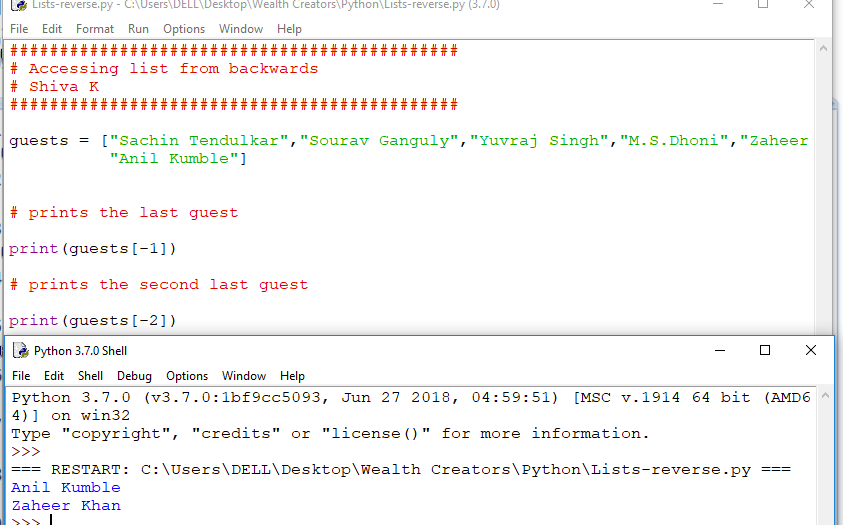 Lists-reverse.py - C:\Users\DELL\Desktop\Wealth Creators\Python\Lists-reverse.py (3.7.0)
File Edit Format Run Options Window Help
#############################################
# Accessing list from backwards
# Shiva K
#############################################
guests = ["Sachin Tendulkar","Sourav Ganguly","Yuvraj Singh","M.S.Dhoni","Zaheer
"Anil Kumble"]
# prints the last guest
print(guests[-1])
# prints the second last guest
print(guests[-2])
Python 3.7.0 Shell
File Edit Shell Debug Options Window Help
Python 3.7.0 (v3.7.0:1bf9cc5093, Jun 27 2018, 04:59:51) [MSC v.1914 64 bit (AMD6
4)] on win32
Type "copyright", "credits" or "license()" for more information.
>>>
=== RESTART: C:\Users\DELL\Desktop\Wealth Creators\Python\Lists-reverse.py ===
Anil Kumble
Zaheer Khan
>>>